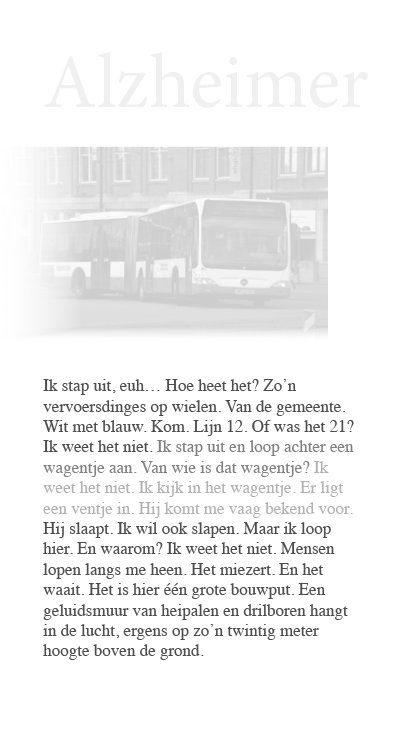 Alzheimer
Ik stap uit, euh… Hoe heet het? Zo’n
vervoersdinges op wielen. Van de gemeente.
Wit met blauw. Kom. Lijn 12. Of was het 21?
Ik weet het niet. Ik stap uit en loop achter een
wagentje aan. Van wie is dat wagentje? Ik
weet het niet. Ik kijk in het wagentje. Er ligt
een ventje in. Hij komt me vaag bekend voor.
Hij slaapt. Ik wil ook slapen. Maar ik loop
hier. En waarom? Ik weet het niet. Mensen
lopen langs me heen. Het miezert. En het
waait. Het is hier één grote bouwput. Een
geluidsmuur van heipalen en drilboren hangt
in de lucht, ergens op zo’n twintig meter
hoogte boven de grond.